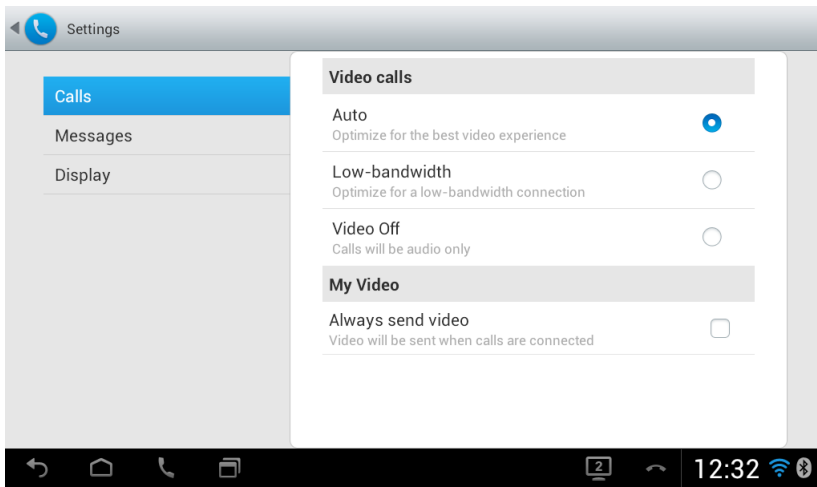 Settings
Calls
Messages
Display
Video calls
Auto
Optimize for the best video experience
Low-bandwidth
Optimize for a low-bandwidth connection
Video Off
Calls will be audio only
My Video
Always send video
Video will be sent when calls are connected
2
12:32